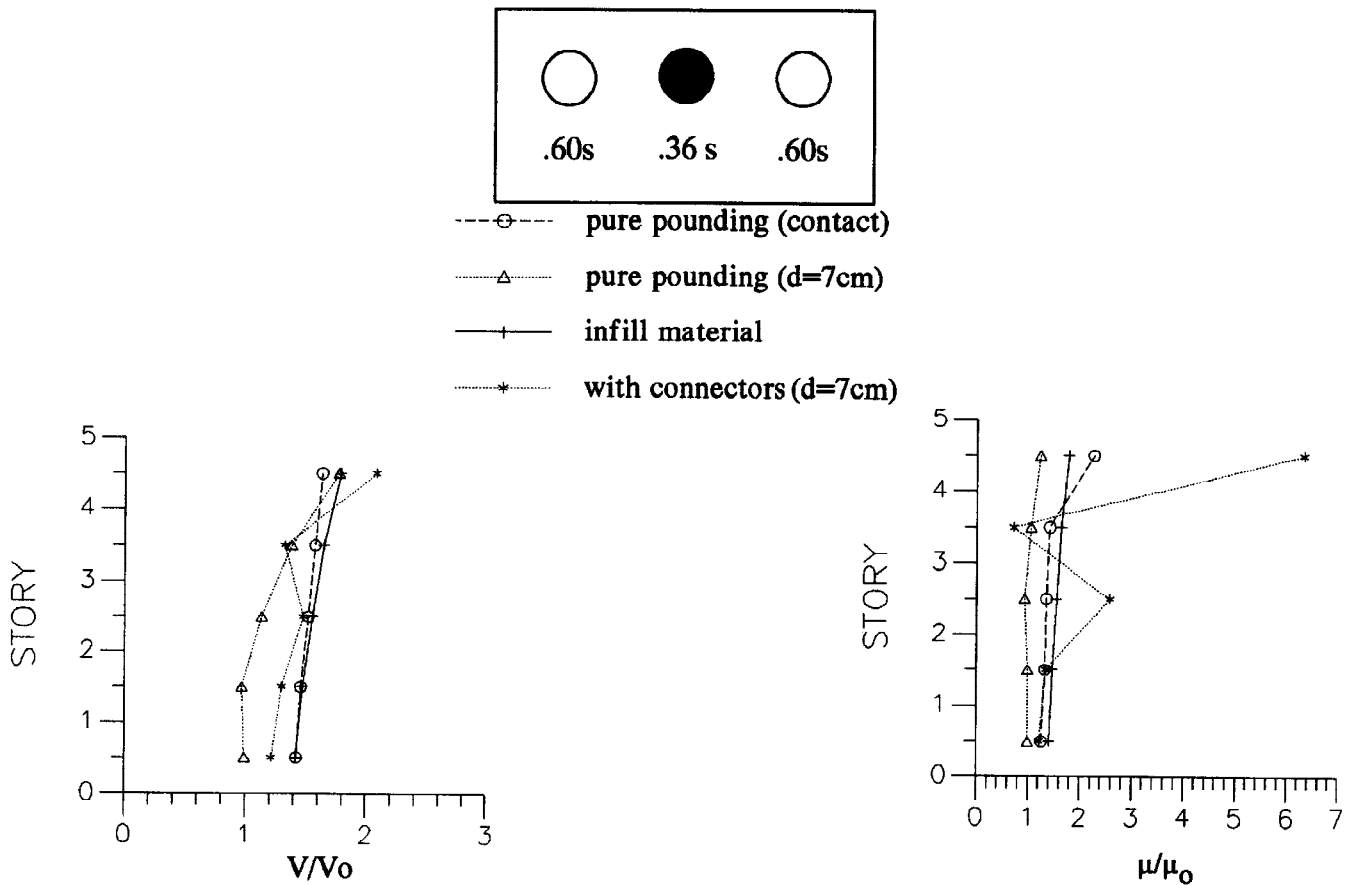 .60s .36 s .60s
pure pounding (contact)
pure pounding (d=7cm)
infill material
with connectors (d=7cm)
5
4
3
2
1
0
STORY
0 1 2 3
V/Vo
5
4
3
2
1
0
STORY
0 1 2 3 4 5 6 7
μ/μo